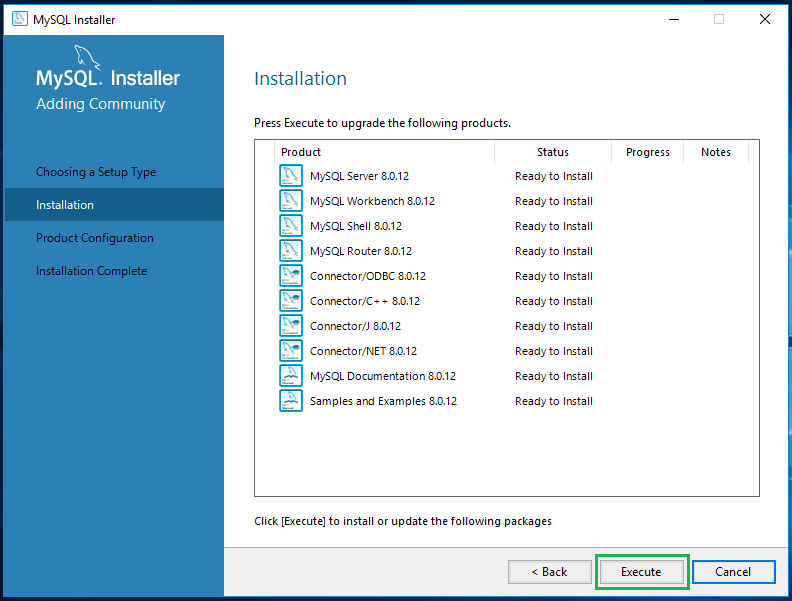 MySQL Installer
MySQL. Installer
Adding Community
Choosing a Setup Type
Installation
Product Configuration
Installation Complete
Installation
Press Execute to upgrade the following products.
Product Status Progress Notes
MySQL Server 8.0.12 Ready to Install
MySQL Workbench 8.0.12 Ready to Install
MySQL Shell 8.0.12 Ready to Install
MySQL Router 8.0.12 Ready to Install
Connector/ODBC 8.0.12 Ready to Install
Connector/C++ 8.0.12 Ready to Install
Connector/J 8.0.12 Ready to Install
Connector/NET 8.0.12 Ready to Install
MySQL Documentation 8.0.12 Ready to Install
Samples and Examples 8.0.12 Ready to Install
Click [Execute] to install or update the following packages
< Back Execute Cancel